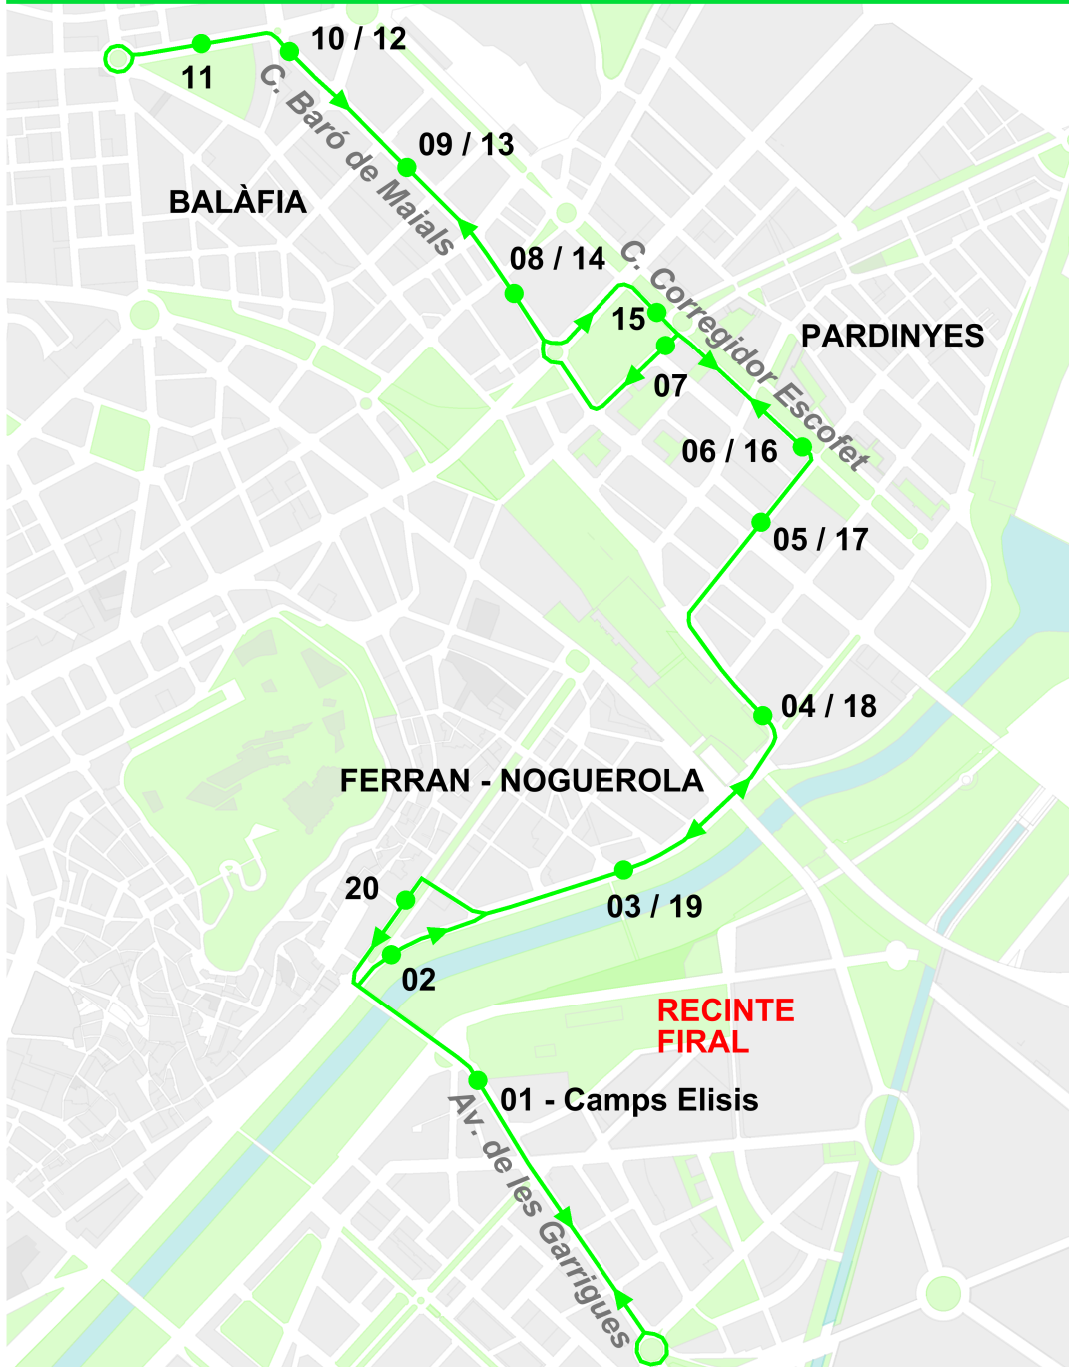 10 / 12
11
C. Baró de Maials
09 / 13
BALÀFIA
08 / 14
C. Corregidor Escofet
15
PARDINYES
07
06 / 16
05 / 17
04 / 18
FERRAN - NOGUEROLA
20
03 / 19
02
RECINTE
FIRAL
01 - Camps Elisis
Av. de les Garrigues